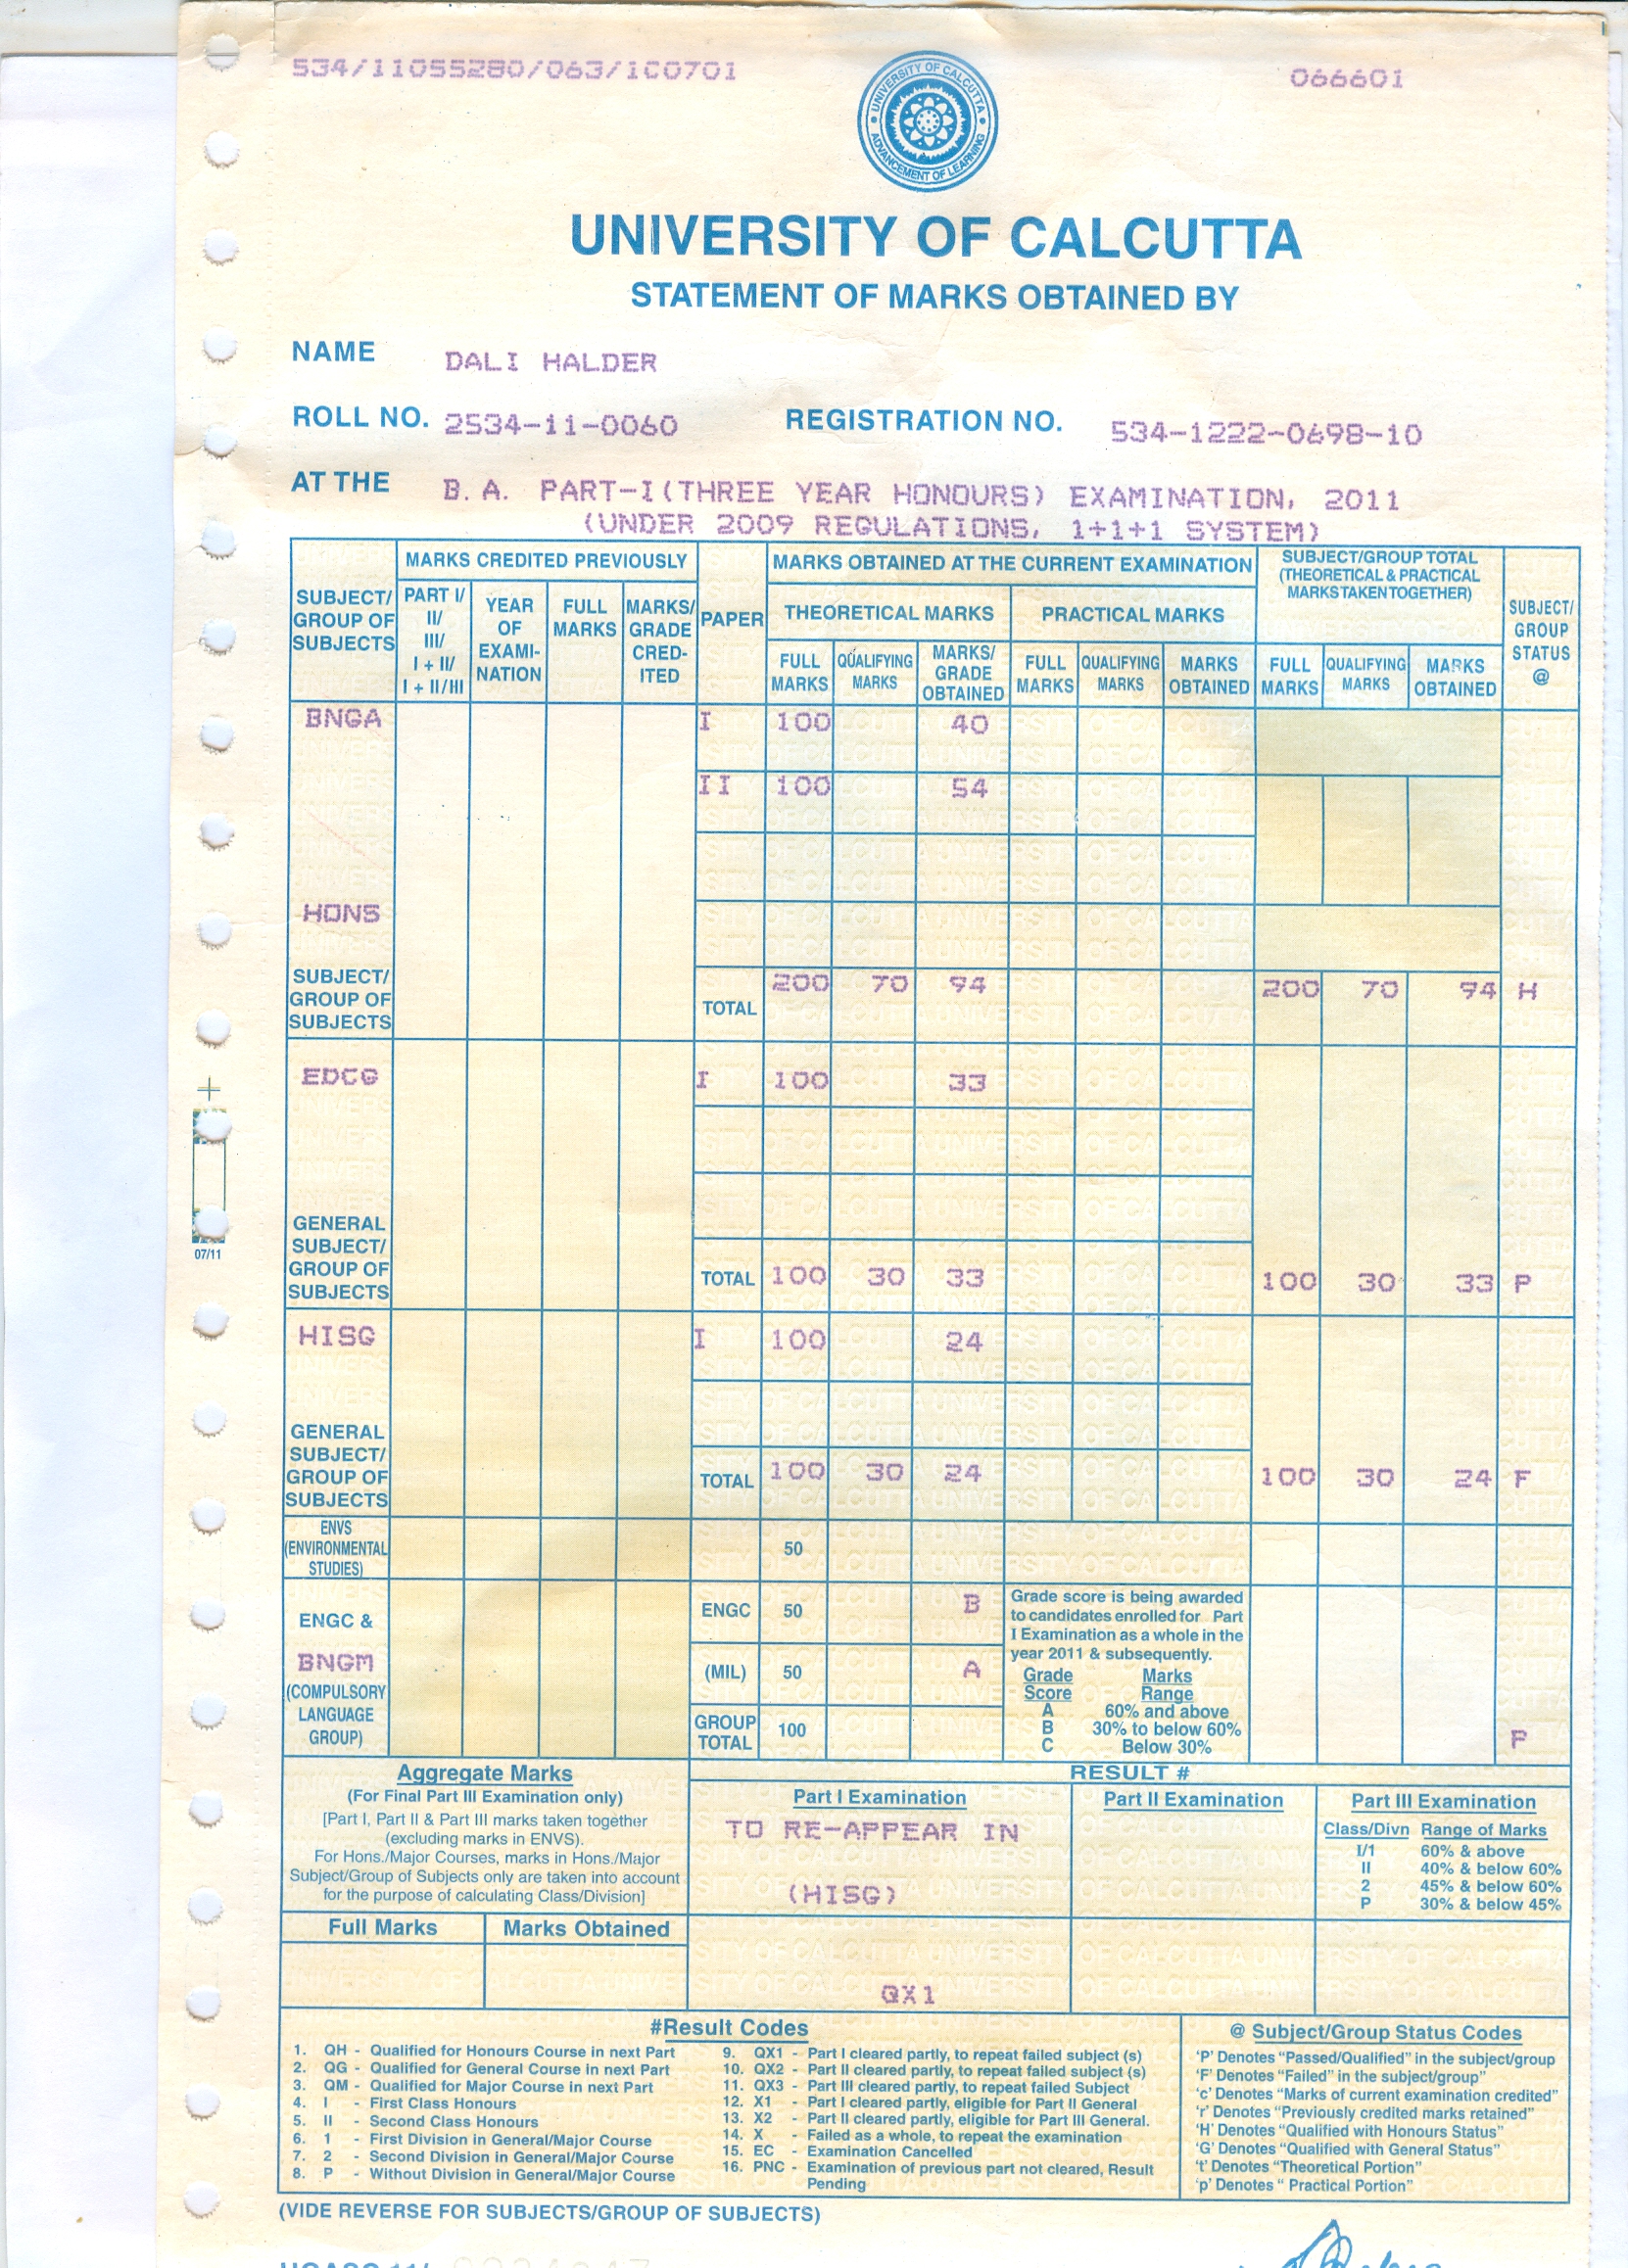 534/11055280/063/1C0701 066601
UNIVERSITY OF CALCUTTA
ADVANCEMENT OF LEARNING
UNIVERSITY OF CALCUTTA
STATEMENT OF MARKS OBTAINED BY
NAME DALI HALDER
ROLL NO. 2534-11-0060 REGISTRATION NO. 534-1222-0698-10
AT THE B.A. PART-I(THREE YEAR HONOURS) EXAMINATION, 2011
(UNDER 2009 REGULATIONS, 1+1+1 SYSTEM)
SUBJECT/ GROUP OF SUBJECTS
MARKS CREDITED PREVIOUSLY
PART I/ II/ III/ I + II/ I + II/III
YEAR OF EXAMI- NATION
FULL MARKS
MARKS/ GRADE CRED- ITED
PAPER
MARKS OBTAINED AT THE CURRENT EXAMINATION
THEORETICAL MARKS
FULL MARKS
QUALIFYING MARKS
MARKS/ GRADE OBTAINED
PRACTICAL MARKS
FULL MARKS
QUALIFYING MARKS
MARKS OBTAINED
SUBJECT/GROUP TOTAL
(THEORETICAL & PRACTICAL
MARKS TAKEN TOGETHER)
FULL MARKS
QUALIFYING MARKS
MARKS OBTAINED
SUBJECT/ GROUP STATUS @
BNGA I 100 40
II 100 54
HONS
SUBJECT/ GROUP OF SUBJECTS
TOTAL 200 70 94 200 70 94 H
EDCG I 100 33
GENERAL SUBJECT/ GROUP OF SUBJECTS
TOTAL 100 30 33 100 30 33 P
HISG I 100 24
GENERAL SUBJECT/ GROUP OF SUBJECTS
TOTAL 100 30 24 100 30 24 F
ENVS (ENVIRONMENTAL STUDIES) 50
ENGC &
BNGM
(COMPULSORY LANGUAGE GROUP)
ENGC 50 B
(MIL) 50 A
GROUP TOTAL 100 P
Grade score is being awarded
to candidates enrolled for Part
I Examination as a whole in the
year 2011 & subsequently.
Grade Marks
Score Range
A 60% and above
B 30% to below 60%
C Below 30%
Aggregate Marks
(For Final Part III Examination only)
[Part I, Part II & Part III marks taken together
(excluding marks in ENVS).
For Hons./Major Courses, marks in Hons./Major
Subject/Group of Subjects only are taken into account
for the purpose of calculating Class/Division]
Full Marks Marks Obtained
RESULT #
Part I Examination
TO RE-APPEAR IN
(HISG)
QX1
Part II Examination
Part III Examination
Class/Divn Range of Marks
I/1 60% & above
II 40% & below 60%
2 45% & below 60%
P 30% & below 45%
#Result Codes
1. QH - Qualified for Honours Course in next Part
2. QG - Qualified for General Course in next Part
3. QM - Qualified for Major Course in next Part
4. I - First Class Honours
5. II - Second Class Honours
6. 1 - First Division in General/Major Course
7. 2 - Second Division in General/Major Course
8. P - Without Division in General/Major Course
9. QX1 - Part I cleared partly, to repeat failed subject (s)
10. QX2 - Part II cleared partly, to repeat failed subject (s)
11. QX3 - Part III cleared partly, to repeat failed Subject
12. X1 - Part I cleared partly, eligible for Part II General
13. X2 - Part II cleared partly, eligible for Part III General.
14. X - Failed as a whole, to repeat the examination
15. EC - Examination Cancelled
16. PNC - Examination of previous part not cleared, Result
Pending
@ Subject/Group Status Codes
'P' Denotes "Passed/Qualified" in the subject/group
'F' Denotes "Failed" in the subject/group"
'c' Denotes "Marks of current examination credited"
'r' Denotes "Previously credited marks retained"
'H' Denotes "Qualified with Honours Status"
'G' Denotes "Qualified with General Status"
't' Denotes "Theoretical Portion"
'p' Denotes " Practical Portion"
(VIDE REVERSE FOR SUBJECTS/GROUP OF SUBJECTS)
07/11